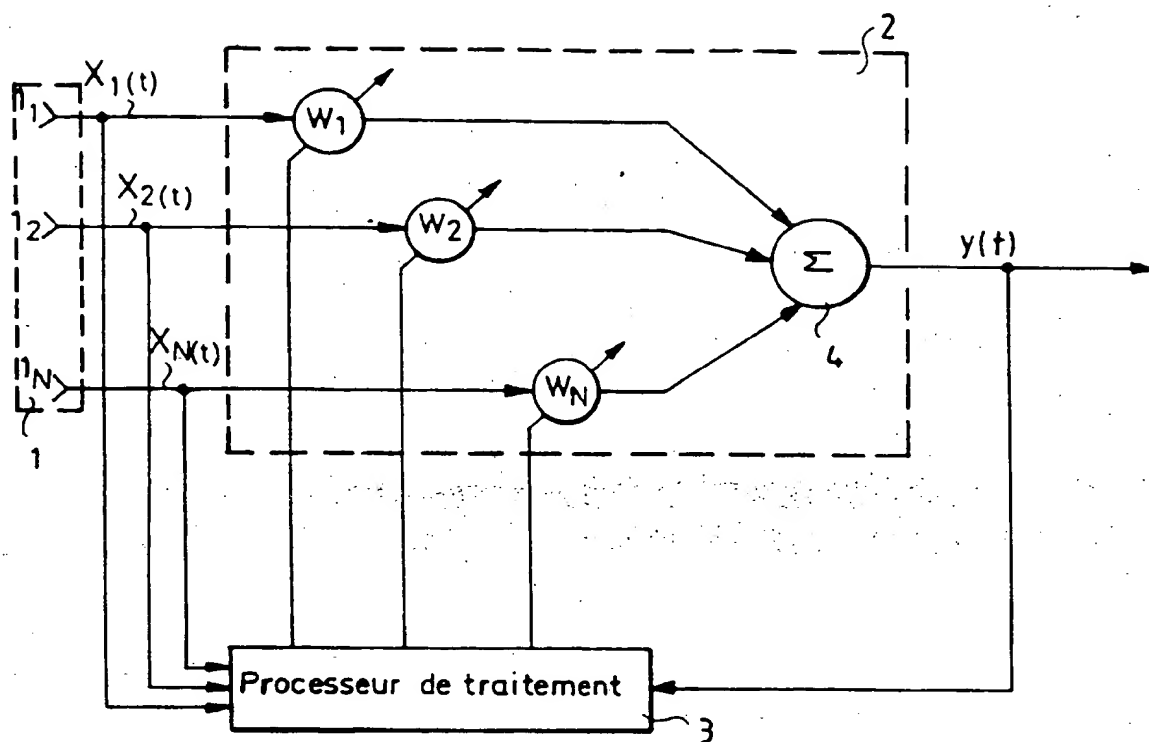 2
X1(t)
11
W1
X2(t)
12
W2
Σ
y(t)
4
XN(t)
1N
WN
1
Processeur de traitement
3